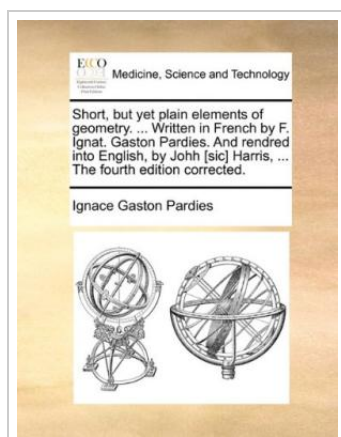 ECCO
Medicine, Science and Technology
Short, but yet plain elements of
geometry. ... Written in French by F.
Ignat. Gaston Pardies. And rendred
into English, by Johh [sic] Harris, ...
The fourth edition corrected.
Ignace Gaston Pardies